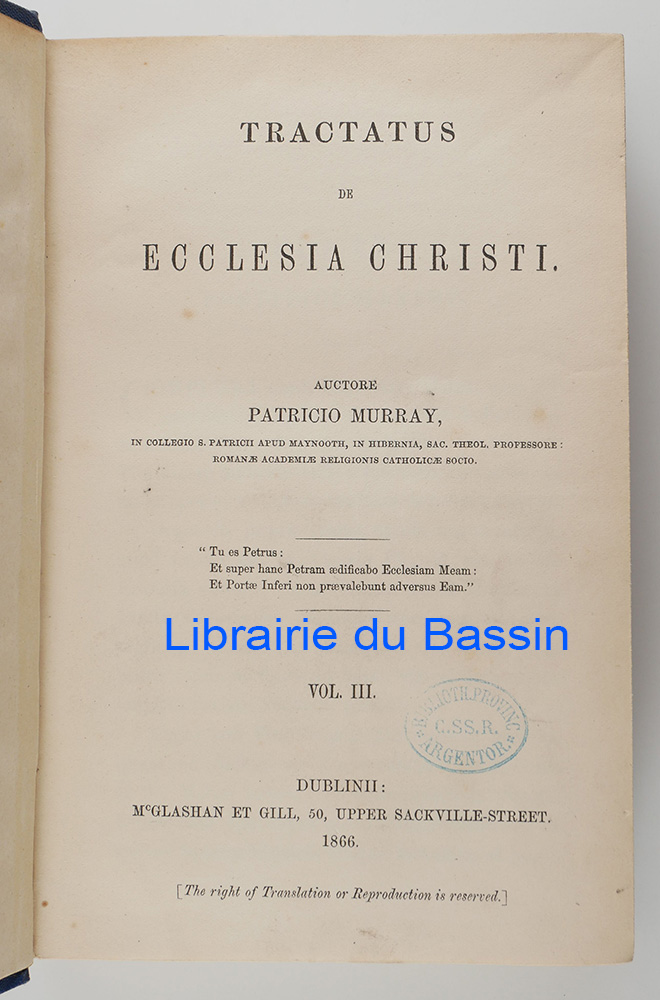 TRACTATUS
DE
ECCLESIA CHRISTI.
AUCTORE
PATRICIO MURRAY,
IN COLLEGIO S. PATRICII APUD MAYNOOTH, IN HIBERNIA, SAC. THEOL. PROFESSORE:
ROMANÆ ACADEMIÆ RELIGIONIS CATHOLICÆ SOCIO.
“Tu es Petrus:
Et super hanc Petram ædificabo Ecclesiam Meam:
Et Portæ Inferi non prævalebunt adversus Eam.”
Librairie du Bassin
VOL. III.
BIBLIOTH. PROVINC
C.SS.R.
ARGENTOR.
DUBLINII:
McGLASHAN ET GILL, 50, UPPER SACKVILLE-STREET.
1866.
[The right of Translation or Reproduction is reserved.]